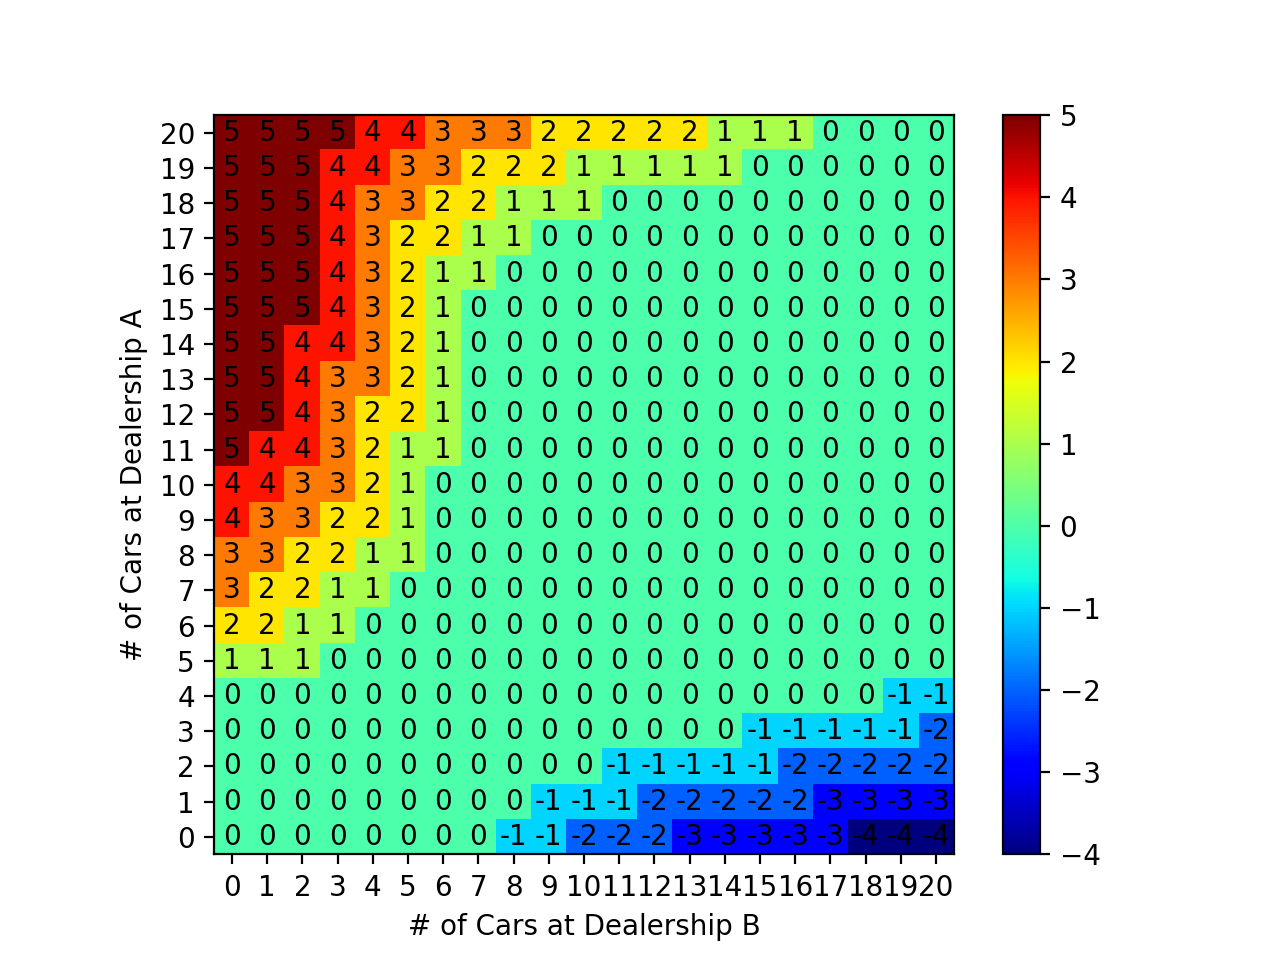 20 5 5 5 5 4 4 3 3 3 2 2 2 2 2 1 1 1 0 0 0 0 5
19 5 5 5 4 4 3 3 2 2 2 1 1 1 1 1 0 0 0 0 0 0
18 5 5 5 4 3 3 2 2 1 1 1 0 0 0 0 0 0 0 0 0 0 4
17 5 5 5 4 3 2 2 1 1 0 0 0 0 0 0 0 0 0 0 0 0
16 5 5 5 4 3 2 1 1 0 0 0 0 0 0 0 0 0 0 0 0 0 3
15 5 5 5 4 3 2 1 0 0 0 0 0 0 0 0 0 0 0 0 0 0
14 5 5 4 4 3 2 1 0 0 0 0 0 0 0 0 0 0 0 0 0 0 2
13 5 5 4 3 3 2 1 0 0 0 0 0 0 0 0 0 0 0 0 0 0
12 5 5 4 3 2 2 1 0 0 0 0 0 0 0 0 0 0 0 0 0 0
11 5 4 4 3 2 1 1 0 0 0 0 0 0 0 0 0 0 0 0 0 0 1
10 4 4 3 3 2 1 0 0 0 0 0 0 0 0 0 0 0 0 0 0 0
9 4 3 3 2 2 1 0 0 0 0 0 0 0 0 0 0 0 0 0 0 0 0
8 3 3 2 2 1 1 0 0 0 0 0 0 0 0 0 0 0 0 0 0 0
7 3 2 2 1 1 0 0 0 0 0 0 0 0 0 0 0 0 0 0 0 0 −1
6 2 2 1 1 0 0 0 0 0 0 0 0 0 0 0 0 0 0 0 0 0
5 1 1 1 0 0 0 0 0 0 0 0 0 0 0 0 0 0 0 0 0 0
4 0 0 0 0 0 0 0 0 0 0 0 0 0 0 0 0 0 0 0 -1 -1 −2
3 0 0 0 0 0 0 0 0 0 0 0 0 0 0 0 -1 -1 -1 -1 -1 -2
2 0 0 0 0 0 0 0 0 0 0 0 -1 -1 -1 -1 -1 -2 -2 -2 -2 -2 −3
1 0 0 0 0 0 0 0 0 0 -1 -1 -1 -2 -2 -2 -2 -2 -3 -3 -3 -3
0 0 0 0 0 0 0 0 0 -1 -1 -2 -2 -2 -3 -3 -3 -3 -3 -4 -4 -4 −4
0 1 2 3 4 5 6 7 8 9 10 11 12 13 14 15 16 17 18 19 20
# of Cars at Dealership A
# of Cars at Dealership B